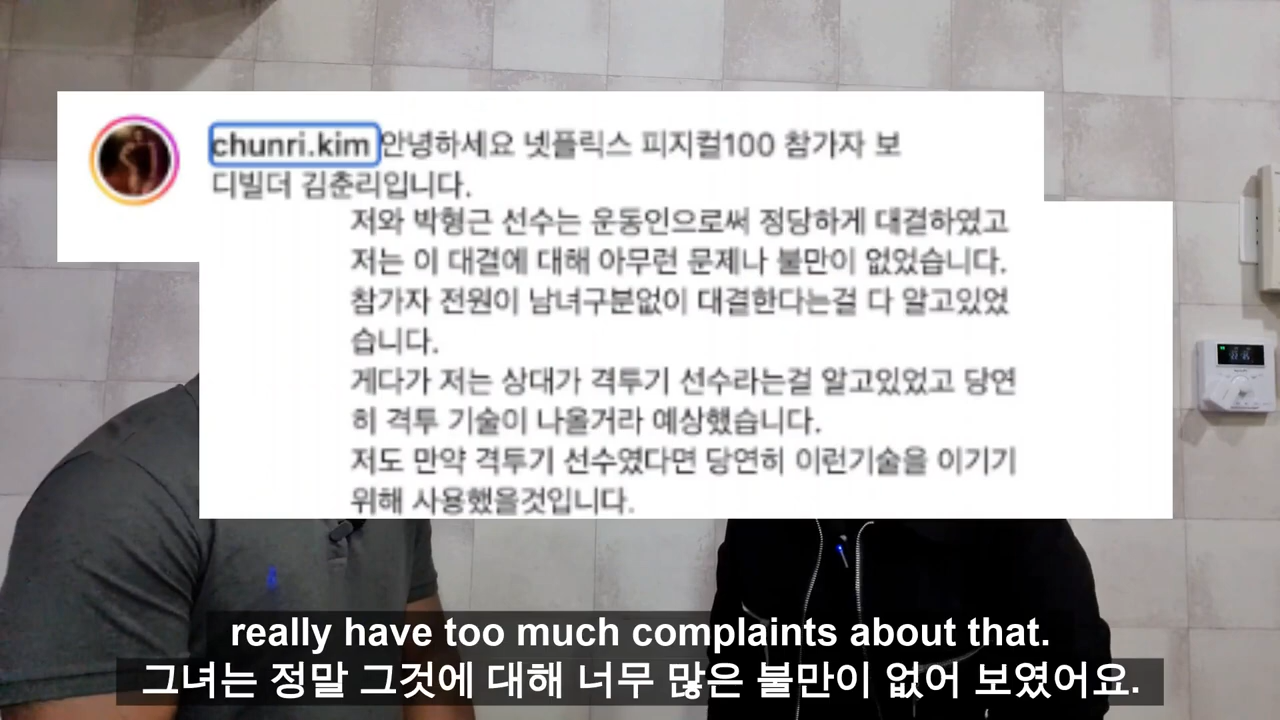 chunri.kim 안녕하세요 넷플릭스 피지컬100 참가자 보
디빌더 김춘리입니다.
저와 박형근 선수는 운동인으로써 정당하게 대결하였고
저는 이 대결에 대해 아무런 문제나 불만이 없었습니다.
참가자 전원이 남녀구분없이 대결한다는걸 다 알고있었
습니다.
게다가 저는 상대가 격투기 선수라는걸 알고있었고 당연
히 격투 기술이 나올거라 예상했습니다.
저도 만약 격투기 선수였다면 당연히 이런기술을 이기기
위해 사용했을것입니다.
really have too much complaints about that.
그녀는 정말 그것에 대해 너무 많은 불만이 없어 보였어요.